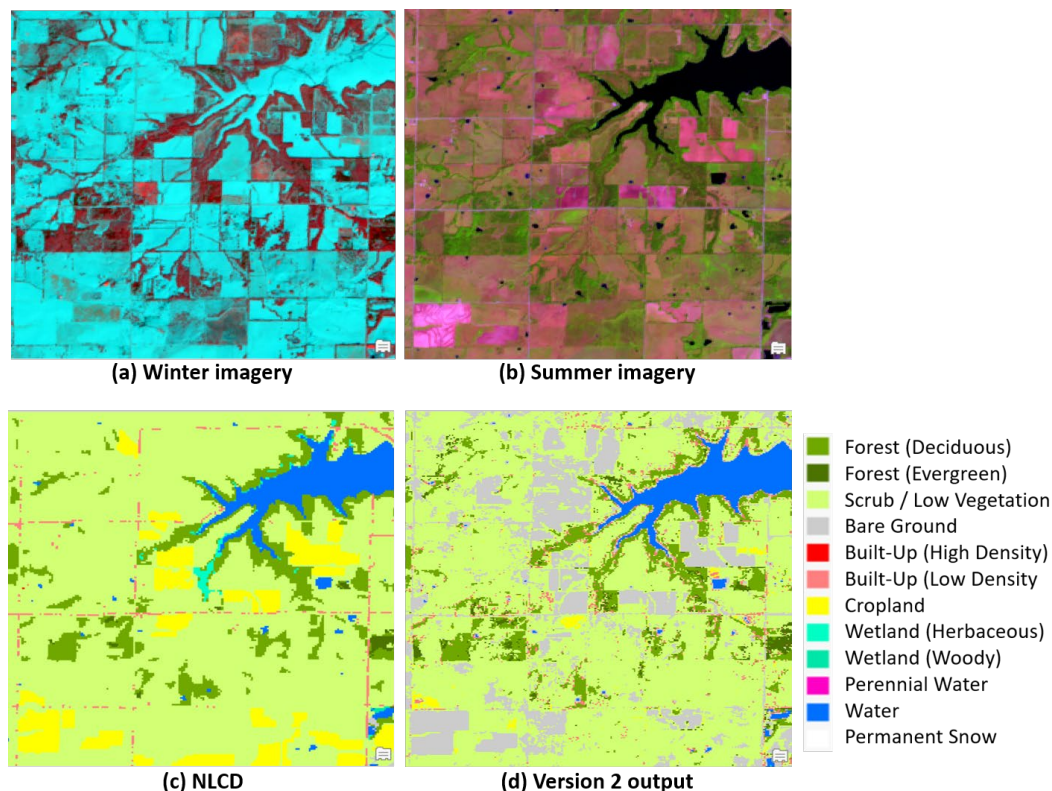 (a) Winter imagery
(b) Summer imagery
(c) NLCD
(d) Version 2 output
Forest (Deciduous)
Forest (Evergreen)
Scrub / Low Vegetation
Bare Ground
Built-Up (High Density)
Built-Up (Low Density
Cropland
Wetland (Herbaceous)
Wetland (Woody)
Perennial Water
Water
Permanent Snow